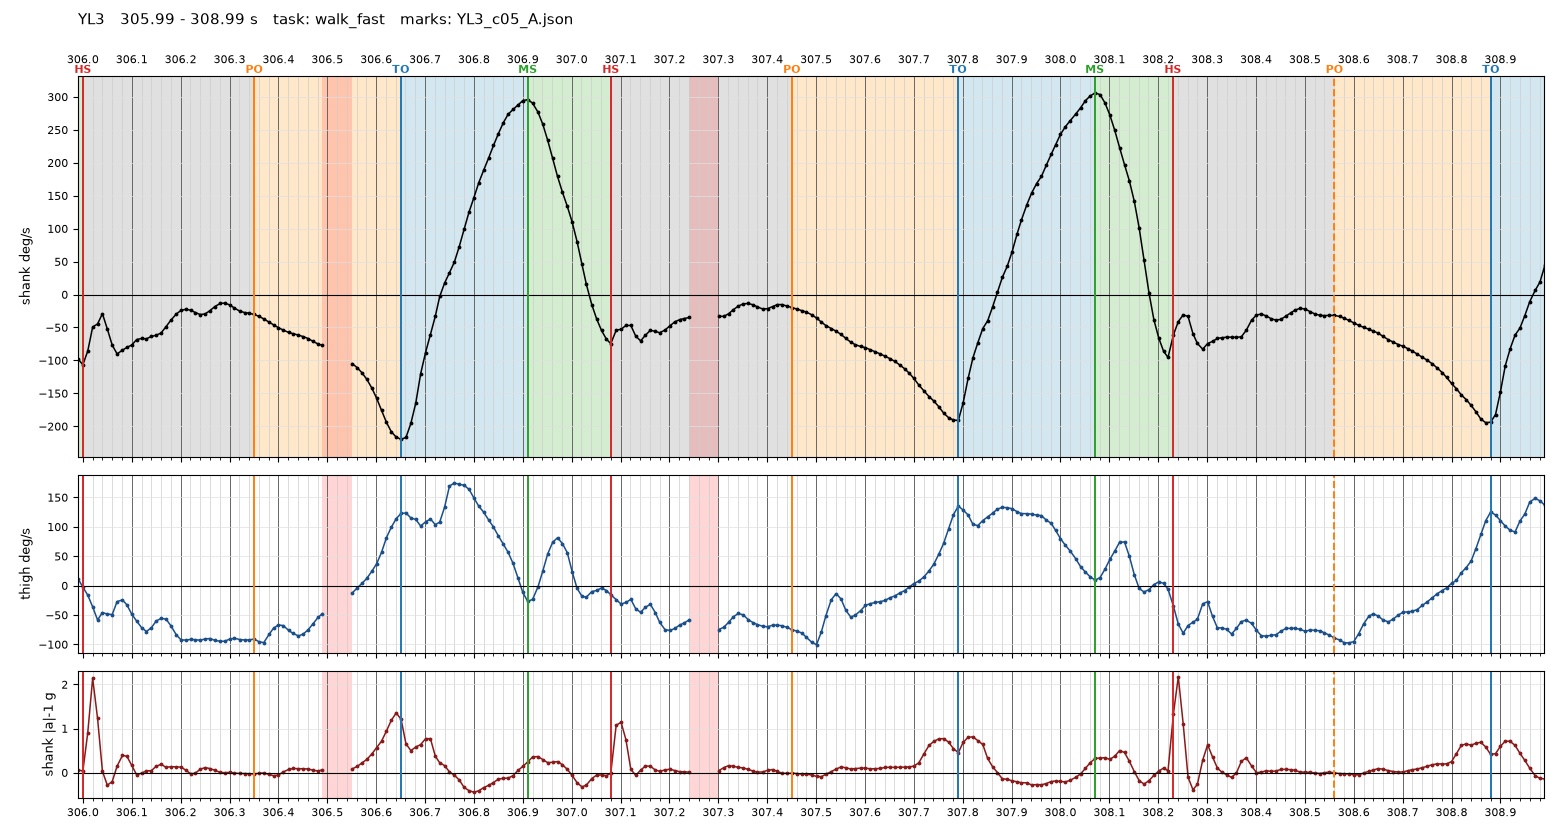 YL3   305.99 - 308.99 s   task: walk_fast   marks: YL3_c05_A.json
306.0 306.1 306.2 306.3 306.4 306.5 306.6 306.7 306.8 306.9 307.0 307.1 307.2 307.3 307.4 307.5 307.6 307.7 307.8 307.9 308.0 308.1 308.2 308.3 308.4 308.5 308.6 308.7 308.8 308.9
HS PO TO MS HS PO TO MS HS PO TO
300
250
200
150
100
50
0
−50
−100
−150
−200
shank deg/s
150
100
50
0
−50
−100
thigh deg/s
2
1
0
shank |a|-1 g
306.0 306.1 306.2 306.3 306.4 306.5 306.6 306.7 306.8 306.9 307.0 307.1 307.2 307.3 307.4 307.5 307.6 307.7 307.8 307.9 308.0 308.1 308.2 308.3 308.4 308.5 308.6 308.7 308.8 308.9